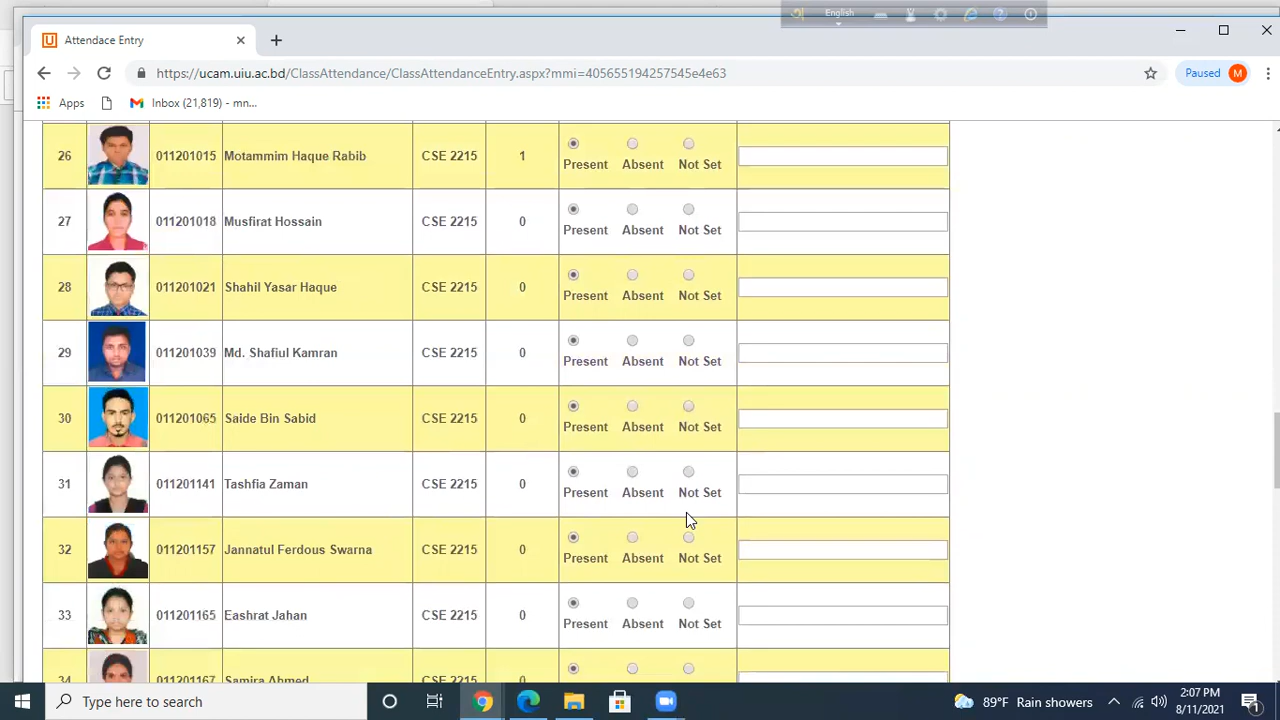 English
Attendace Entry
https://ucam.uiu.ac.bd/ClassAttendance/ClassAttendanceEntry.aspx?mmi=405655194257545e4e63
Paused M
Apps Inbox (21,819) - mn...
26 011201015 Motammim Haque Rabib CSE 2215 1 Present Absent Not Set
27 011201018 Musfirat Hossain CSE 2215 0 Present Absent Not Set
28 011201021 Shahil Yasar Haque CSE 2215 0 Present Absent Not Set
29 011201039 Md. Shafiul Kamran CSE 2215 0 Present Absent Not Set
30 011201065 Saide Bin Sabid CSE 2215 0 Present Absent Not Set
31 011201141 Tashfia Zaman CSE 2215 0 Present Absent Not Set
32 011201157 Jannatul Ferdous Swarna CSE 2215 0 Present Absent Not Set
33 011201165 Eashrat Jahan CSE 2215 0 Present Absent Not Set
34 011201167 Samira Ahmed CSE 2215 0
Type here to search
89°F Rain showers
2:07 PM
8/11/2021
1